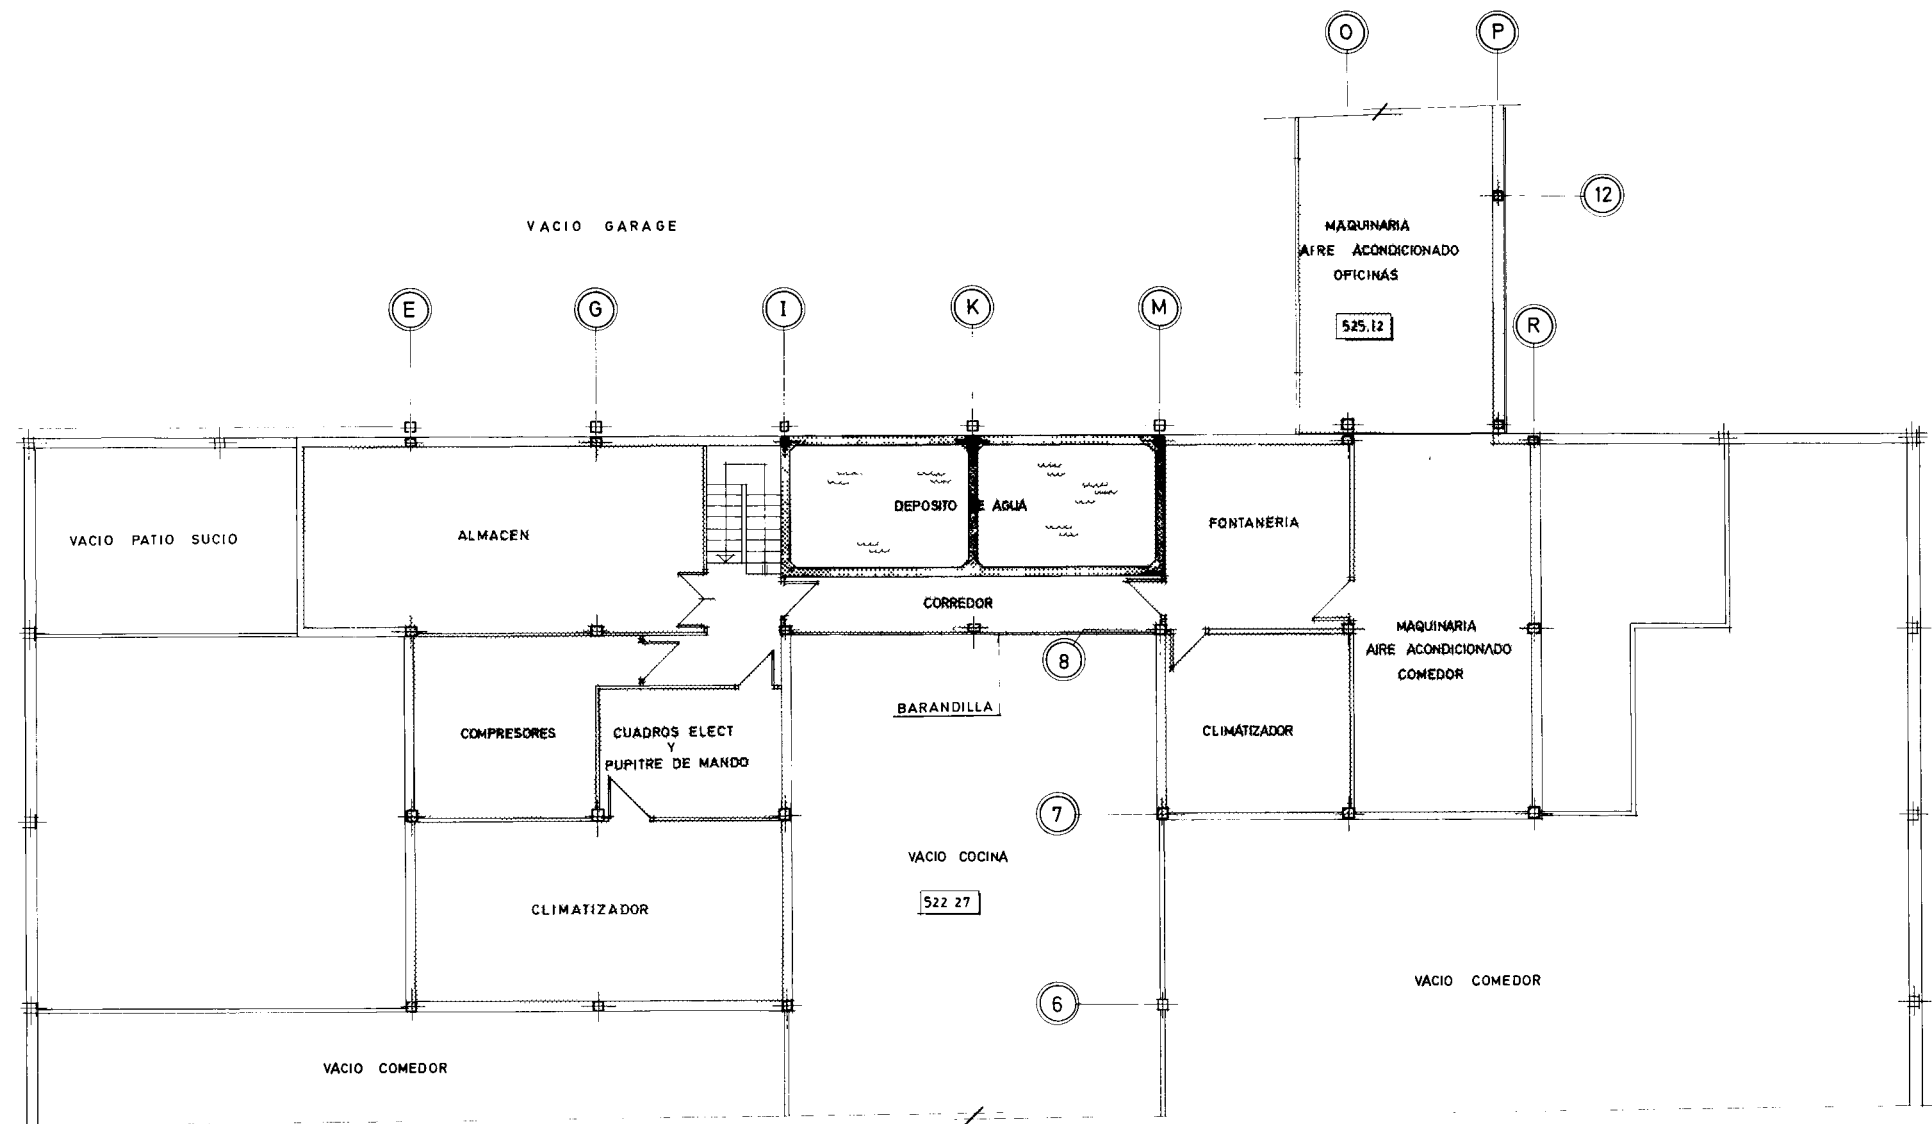 O
P
12
VACIO GARAGE
MAQUINARIA
AIRE ACONDICIONADO
OFICINAS
525.12
E
G
I
K
M
R
VACIO PATIO SUCIO
ALMACEN
DEPOSITO DE AGUA
FONTANERIA
CORREDOR
8
MAQUINARIA
AIRE ACONDICIONADO
COMEDOR
BARANDILLA
COMPRESORES
CUADROS ELECT
Y
PUPITRE DE MANDO
CLIMATIZADOR
7
VACIO COCINA
522 27
CLIMATIZADOR
6
VACIO COMEDOR
VACIO COMEDOR